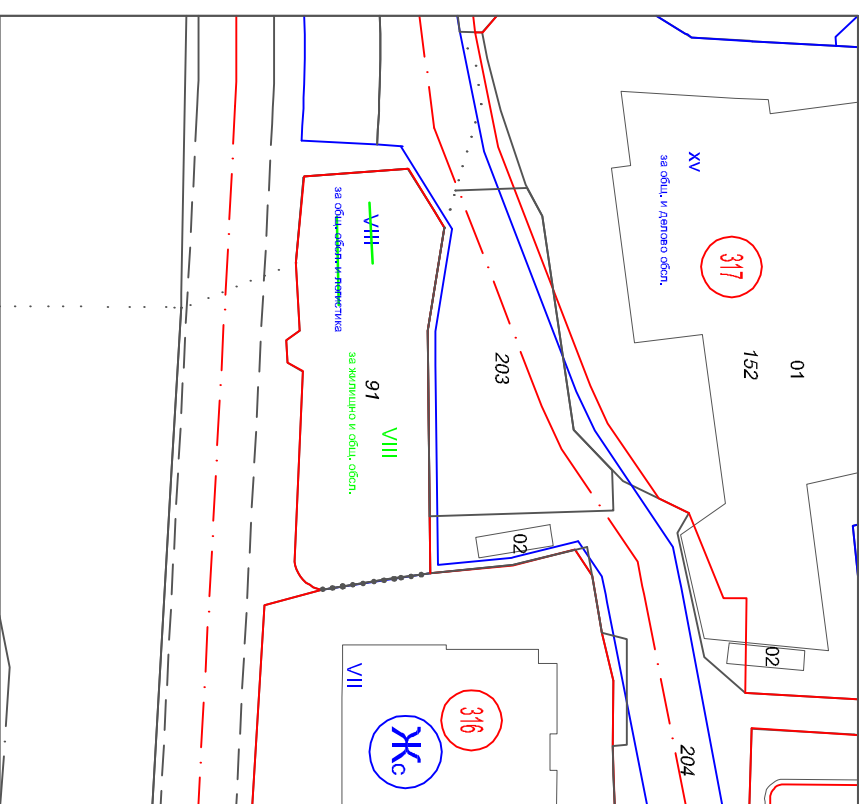 XV
за общ. и делово обсл.
317
01
152
VIII
за общ. обсл. и логистика
203
91
VIII
за жилищно и общ. обсл.
02
02
VII
316
Жс
204